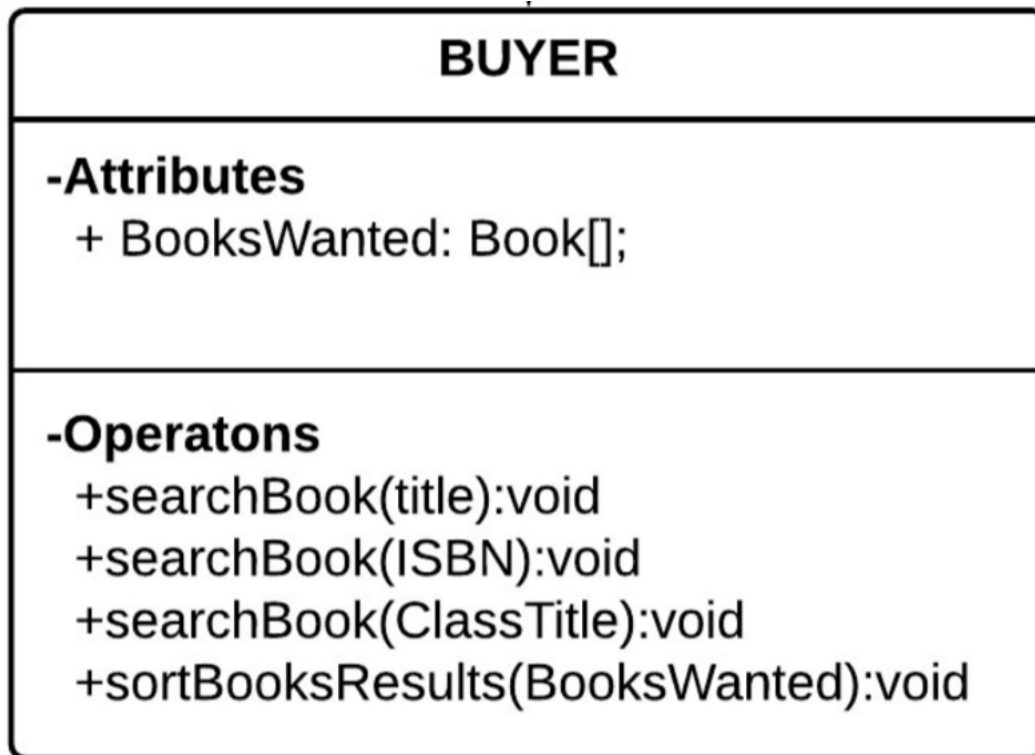 BUYER
-Attributes
+ BooksWanted: Book[];
-Operatons
+searchBook(title):void
+searchBook(ISBN):void
+searchBook(ClassTitle):void
+sortBooksResults(BooksWanted):void